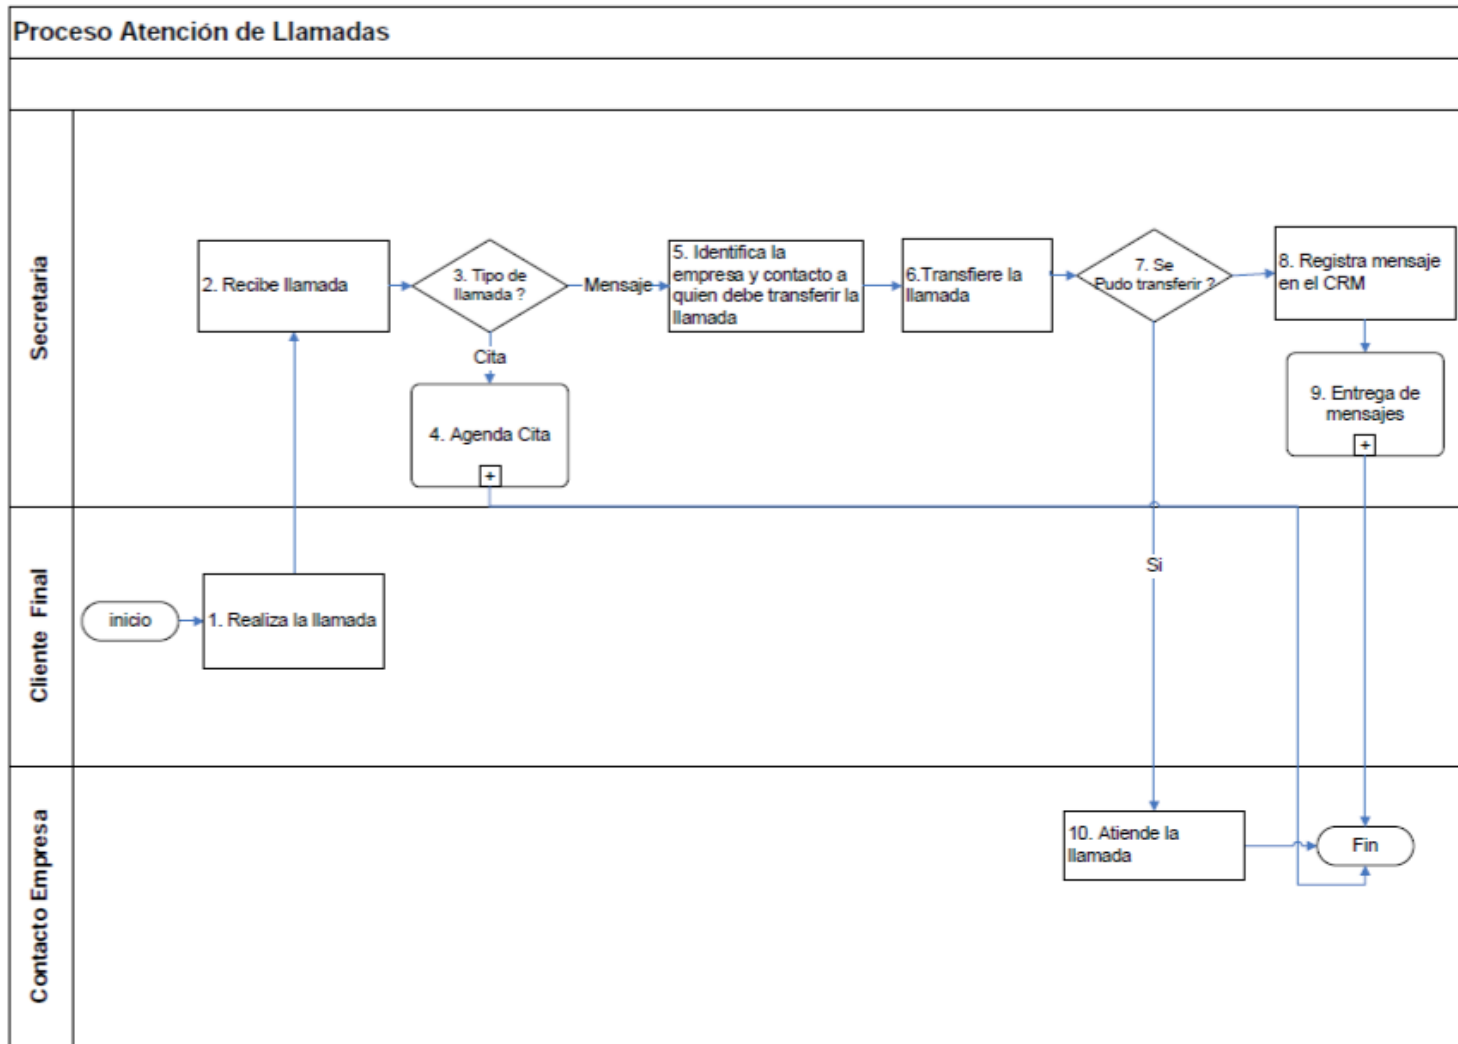 Proceso Atención de Llamadas
Secretaria
2. Recibe llamada
3. Tipo de
llamada ?
Mensaje
5. Identifica la
empresa y contacto a
quien debe transferir la
llamada
6.Transfiere la
llamada
7. Se
Pudo transferir ?
8. Registra mensaje
en el CRM
Cita
4. Agenda Cita
+
9. Entrega de
mensajes
+
Cliente Final
inicio
1. Realiza la llamada
Si
Contacto Empresa
10. Atiende la
llamada
Fin